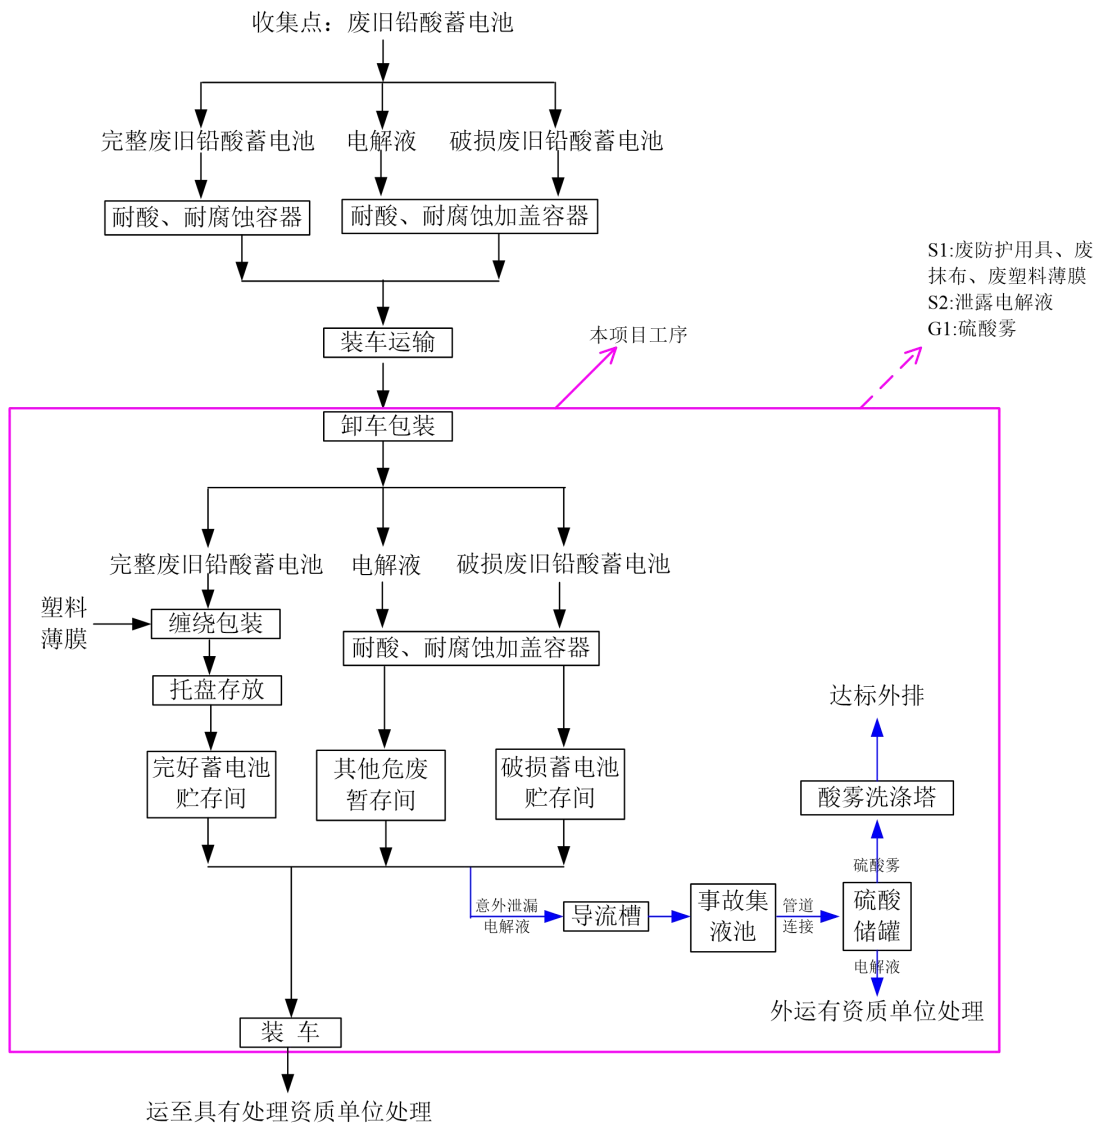 收集点：废旧铅酸蓄电池
完整废旧铅酸蓄电池
电解液
破损废旧铅酸蓄电池
耐酸、耐腐蚀容器
耐酸、耐腐蚀加盖容器
S1:废防护用具、废
抹布、废塑料薄膜
S2:泄露电解液
G1:硫酸雾
装车运输
本项目工序
卸车包装
完整废旧铅酸蓄电池
电解液
破损废旧铅酸蓄电池
塑料
薄膜
缠绕包装
耐酸、耐腐蚀加盖容器
托盘存放
完好蓄电池
贮存间
其他危废
暂存间
破损蓄电池
贮存间
达标外排
酸雾洗涤塔
硫酸雾
意外泄漏
电解液
导流槽
事故集
液池
管道
连接
硫酸
储罐
电解液
外运有资质单位处理
装 车
运至具有处理资质单位处理